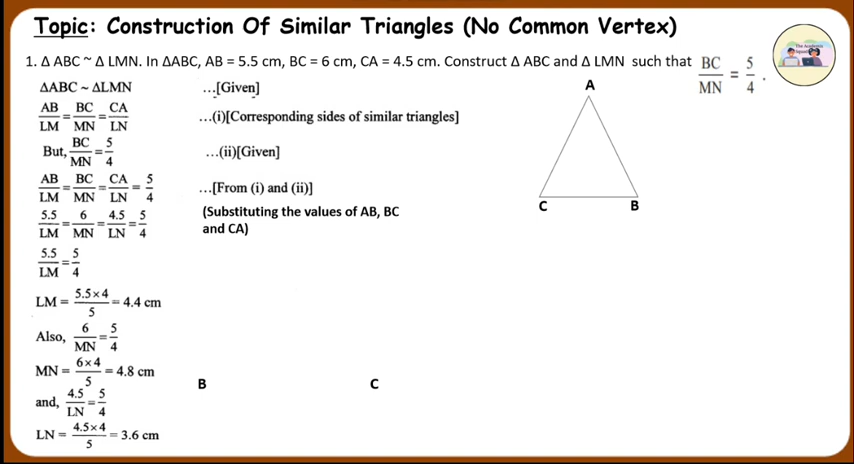 Topic: Construction Of Similar Triangles (No Common Vertex)
1. Δ ABC ~ Δ LMN. In ΔABC, AB = 5.5 cm, BC = 6 cm, CA = 4.5 cm. Construct Δ ABC and Δ LMN such that BC/MN = 5/4 .
ΔABC ~ ΔLMN ...[Given]
AB/LM = BC/MN = CA/LN ...(i)[Corresponding sides of similar triangles]
But, BC/MN = 5/4 ...(ii)[Given]
AB/LM = BC/MN = CA/LN = 5/4 ...[From (i) and (ii)]
5.5/LM = 6/MN = 4.5/LN = 5/4 (Substituting the values of AB, BC
and CA)
5.5/LM = 5/4
LM = 5.5×4/5 = 4.4 cm
Also, 6/MN = 5/4
MN = 6×4/5 = 4.8 cm
and, 4.5/LN = 5/4
LN = 4.5×4/5 = 3.6 cm
A
C B
B C